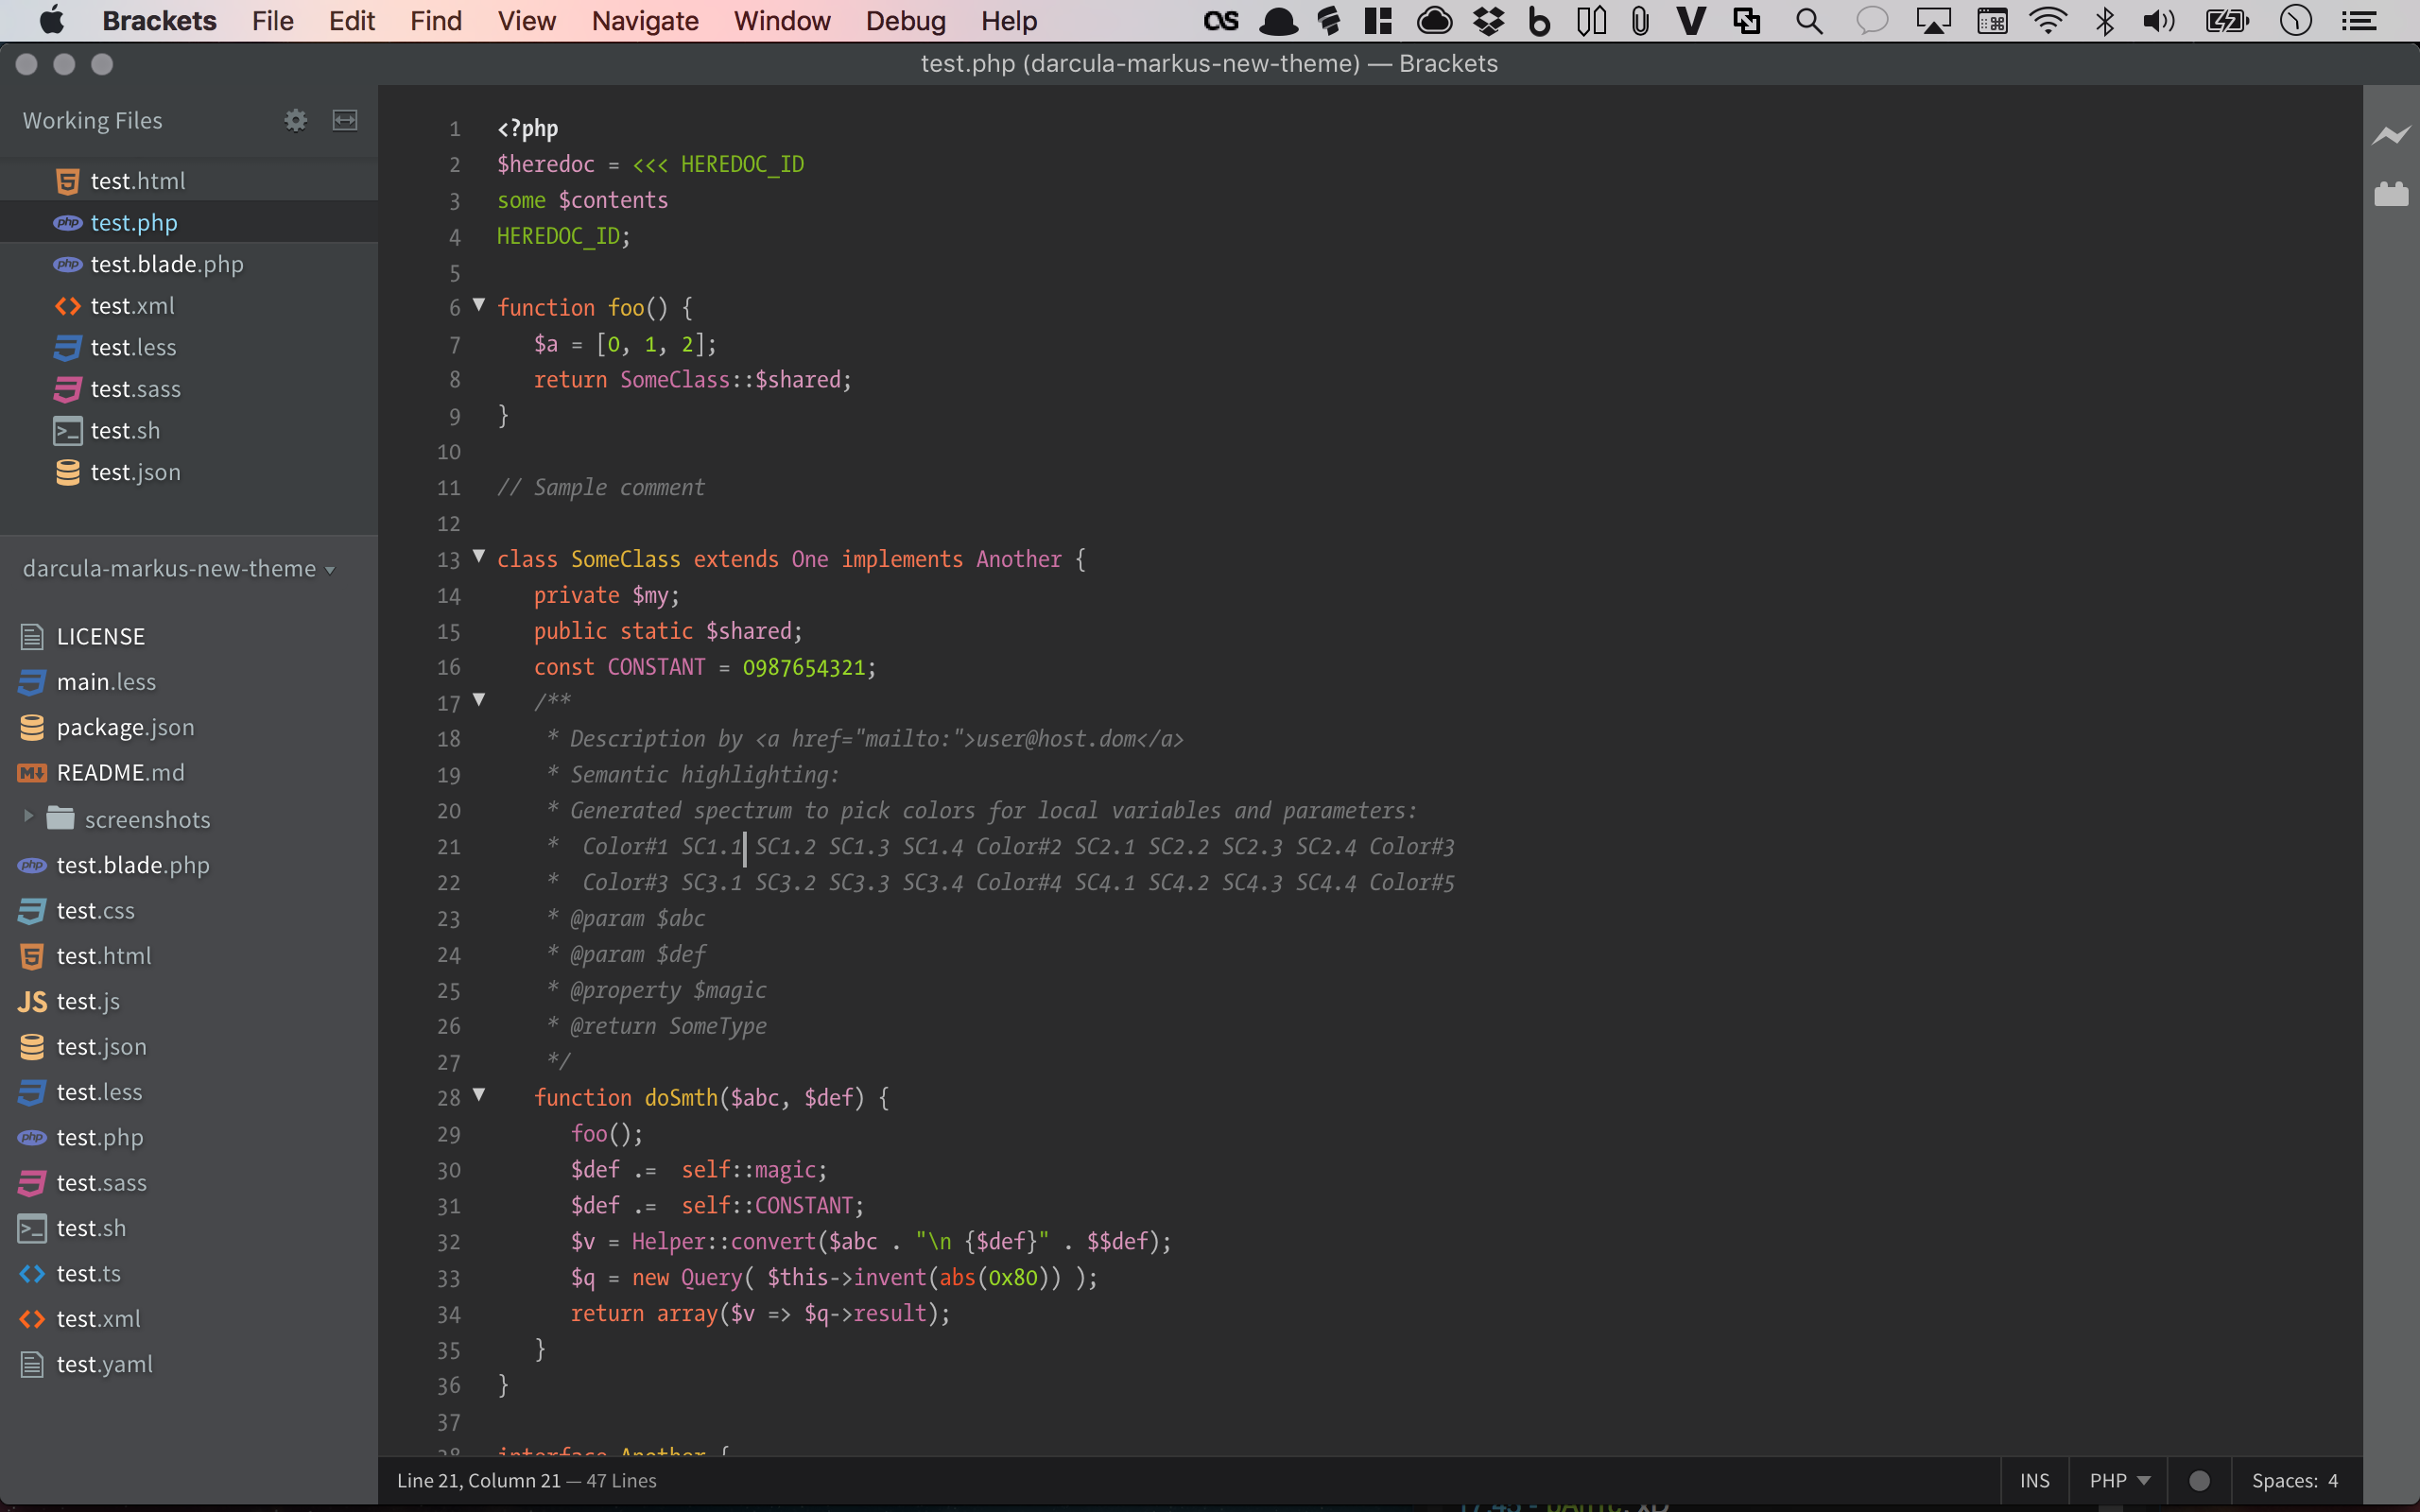 Brackets File Edit Find View Navigate Window Debug Help
test.php (darcula-markus-new-theme) — Brackets
Working Files
test.html
test.php
test.blade.php
test.xml
test.less
test.sass
test.sh
test.json
darcula-markus-new-theme
LICENSE
main.less
package.json
README.md
screenshots
test.blade.php
test.css
test.html
JS test.js
test.json
test.less
test.php
test.sass
test.sh
test.ts
test.xml
test.yaml
1 <?php
2 $heredoc = <<< HEREDOC_ID
3 some $contents
4 HEREDOC_ID;
5
6 function foo() {
7 $a = [0, 1, 2];
8 return SomeClass::$shared;
9 }
10
11 // Sample comment
12
13 class SomeClass extends One implements Another {
14 private $my;
15 public static $shared;
16 const CONSTANT = 0987654321;
17 /**
18 * Description by <a href="mailto:">user@host.dom</a>
19 * Semantic highlighting:
20 * Generated spectrum to pick colors for local variables and parameters:
21 * Color#1 SC1.1 SC1.2 SC1.3 SC1.4 Color#2 SC2.1 SC2.2 SC2.3 SC2.4 Color#3
22 * Color#3 SC3.1 SC3.2 SC3.3 SC3.4 Color#4 SC4.1 SC4.2 SC4.3 SC4.4 Color#5
23 * @param $abc
24 * @param $def
25 * @property $magic
26 * @return SomeType
27 */
28 function doSmth($abc, $def) {
29 foo();
30 $def .= self::magic;
31 $def .= self::CONSTANT;
32 $v = Helper::convert($abc . "\n {$def}" . $$def);
33 $q = new Query( $this->invent(abs(0x80)) );
34 return array($v => $q->result);
35 }
36 }
37
38 interface Another {
Line 21, Column 21 — 47 Lines
INS PHP Spaces: 4